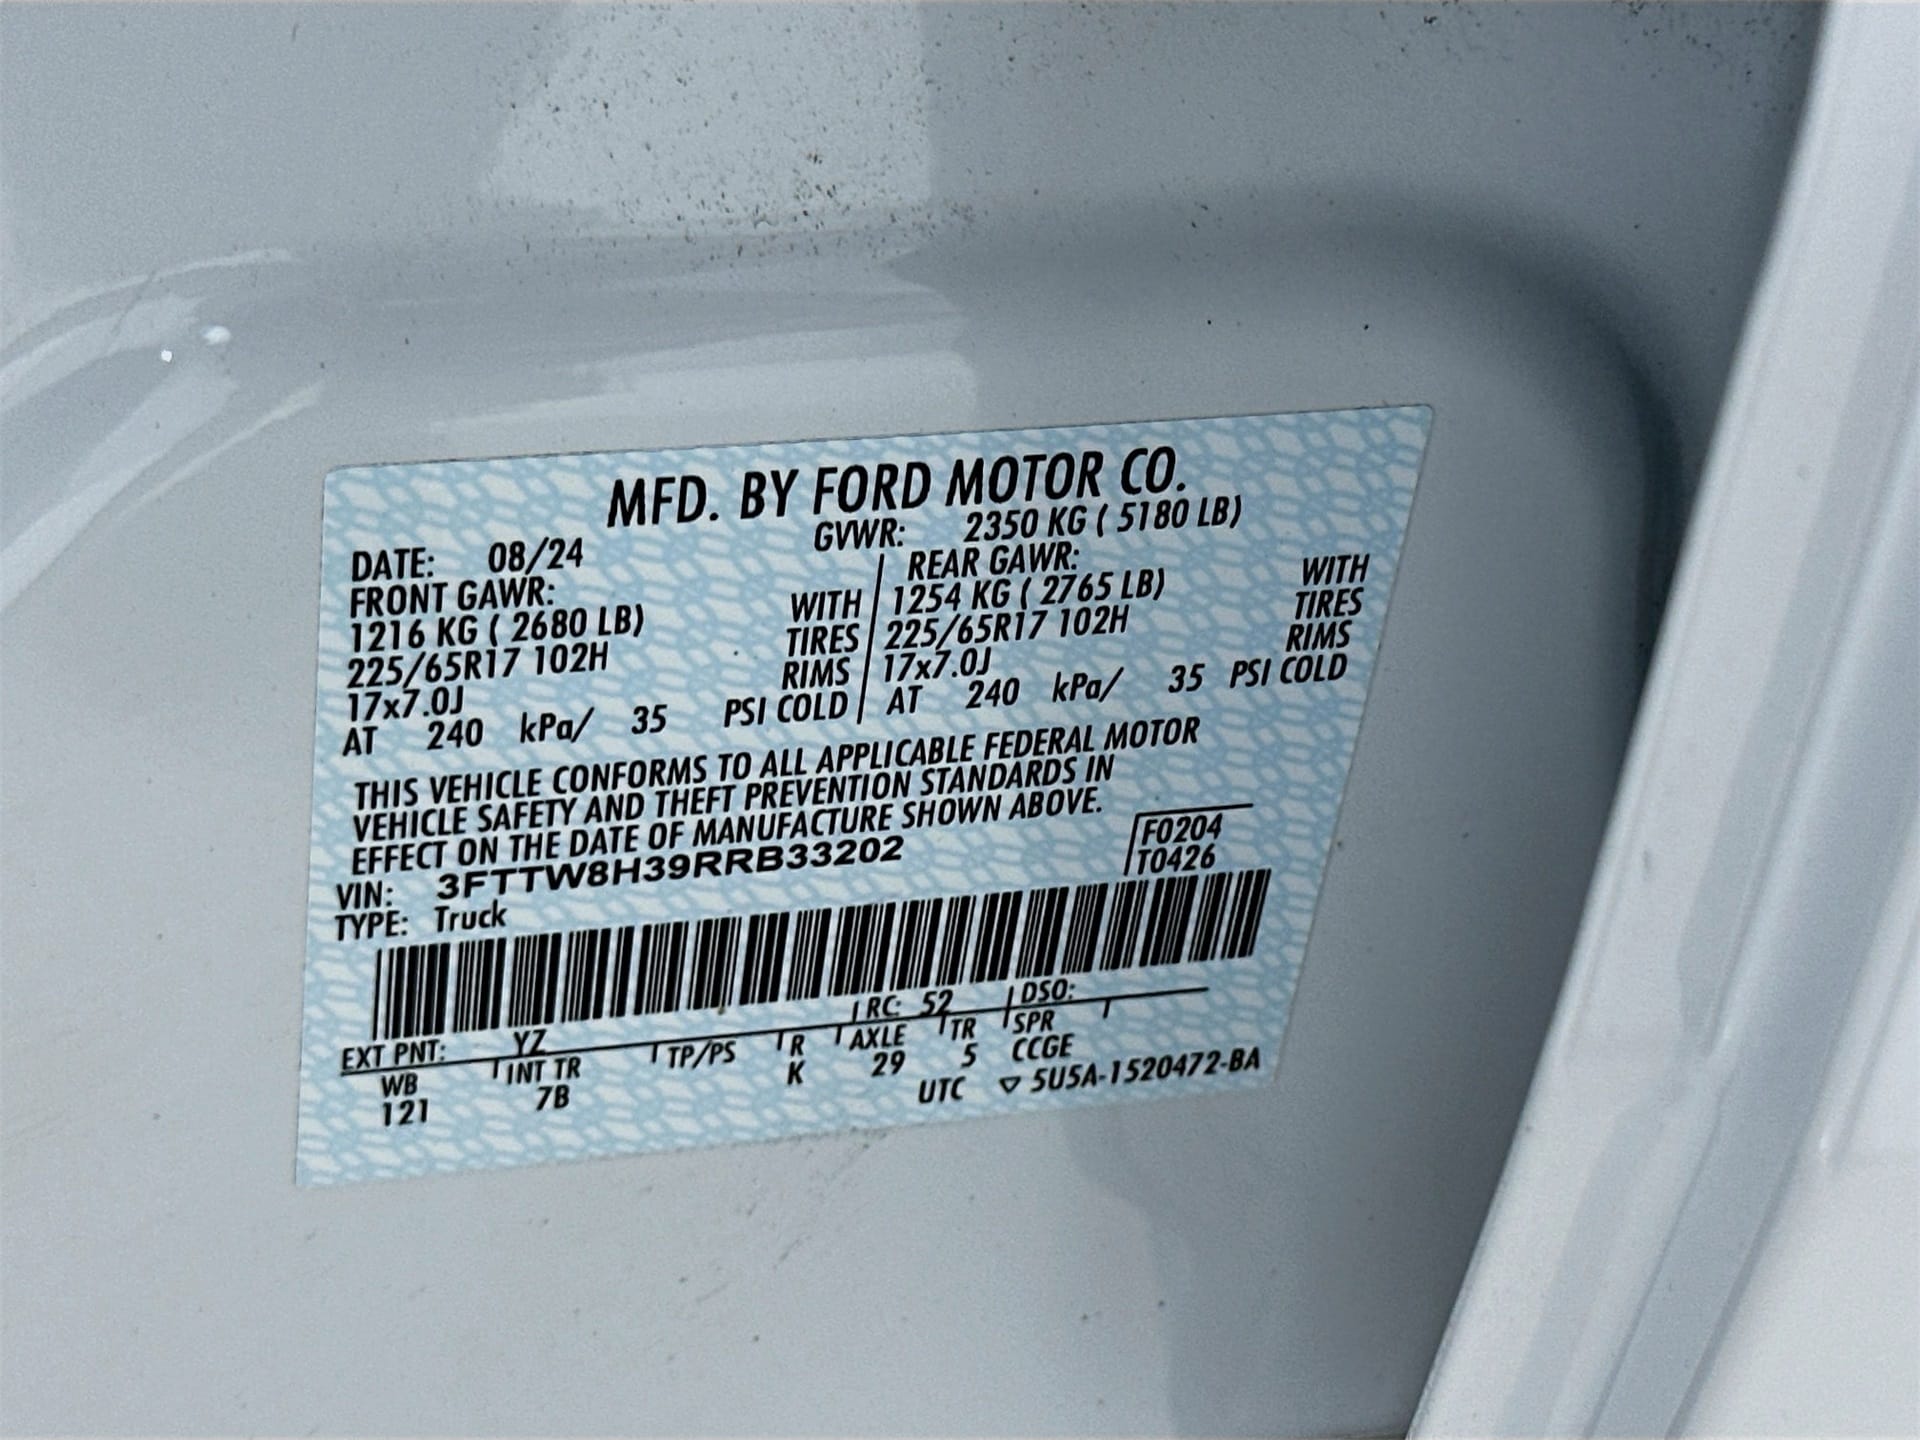 MFD. BY FORD MOTOR CO.
DATE: 08/24 GVWR: 2350 KG ( 5180 LB)
FRONT GAWR: REAR GAWR:
1216 KG ( 2680 LB) WITH 1254 KG ( 2765 LB) WITH
225/65R17 102H TIRES 225/65R17 102H TIRES
17x7.0J RIMS 17x7.0J RIMS
AT 240 kPa/ 35 PSI COLD AT 240 kPa/ 35 PSI COLD
THIS VEHICLE CONFORMS TO ALL APPLICABLE FEDERAL MOTOR
VEHICLE SAFETY AND THEFT PREVENTION STANDARDS IN
EFFECT ON THE DATE OF MANUFACTURE SHOWN ABOVE.
VIN: 3FTTW8H39RRB33202 F0204
TYPE: Truck T0426
EXT PNT: YZ RC: 52 DSO:
WB INT TR TP/PS R AXLE TR SPR
121 7B K 29 5 CCGE
UTC ▽ 5U5A-1520472-BA